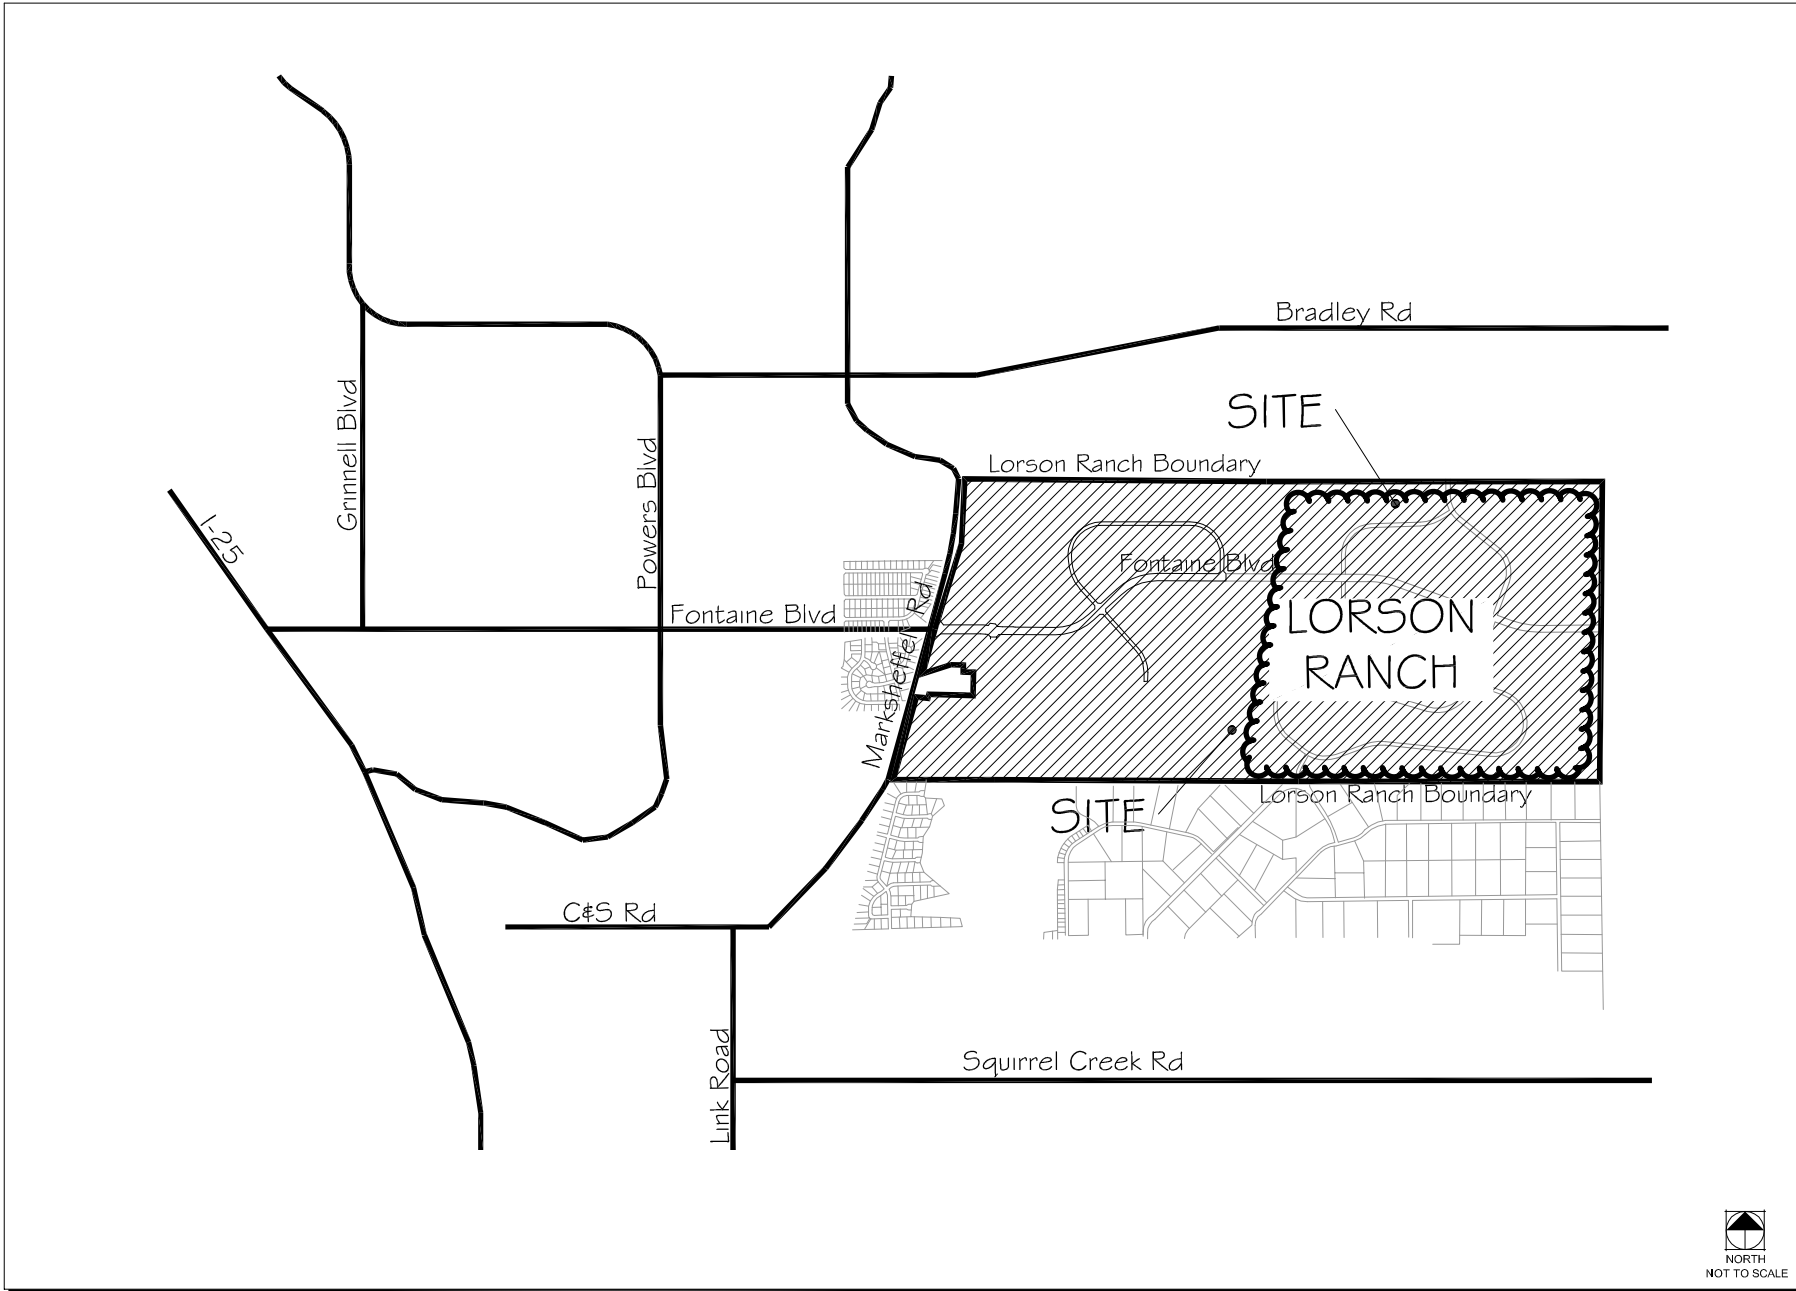 Bradley Rd
SITE
Grinnell Blvd
Powers Blvd
Lorson Ranch Boundary
I-25
Fontaine Blvd
Fontaine Blvd
Marksheffel Rd
LORSON
RANCH
Lorson Ranch Boundary
SITE
C&S Rd
Link Road
Squirrel Creek Rd
NORTH
NOT TO SCALE